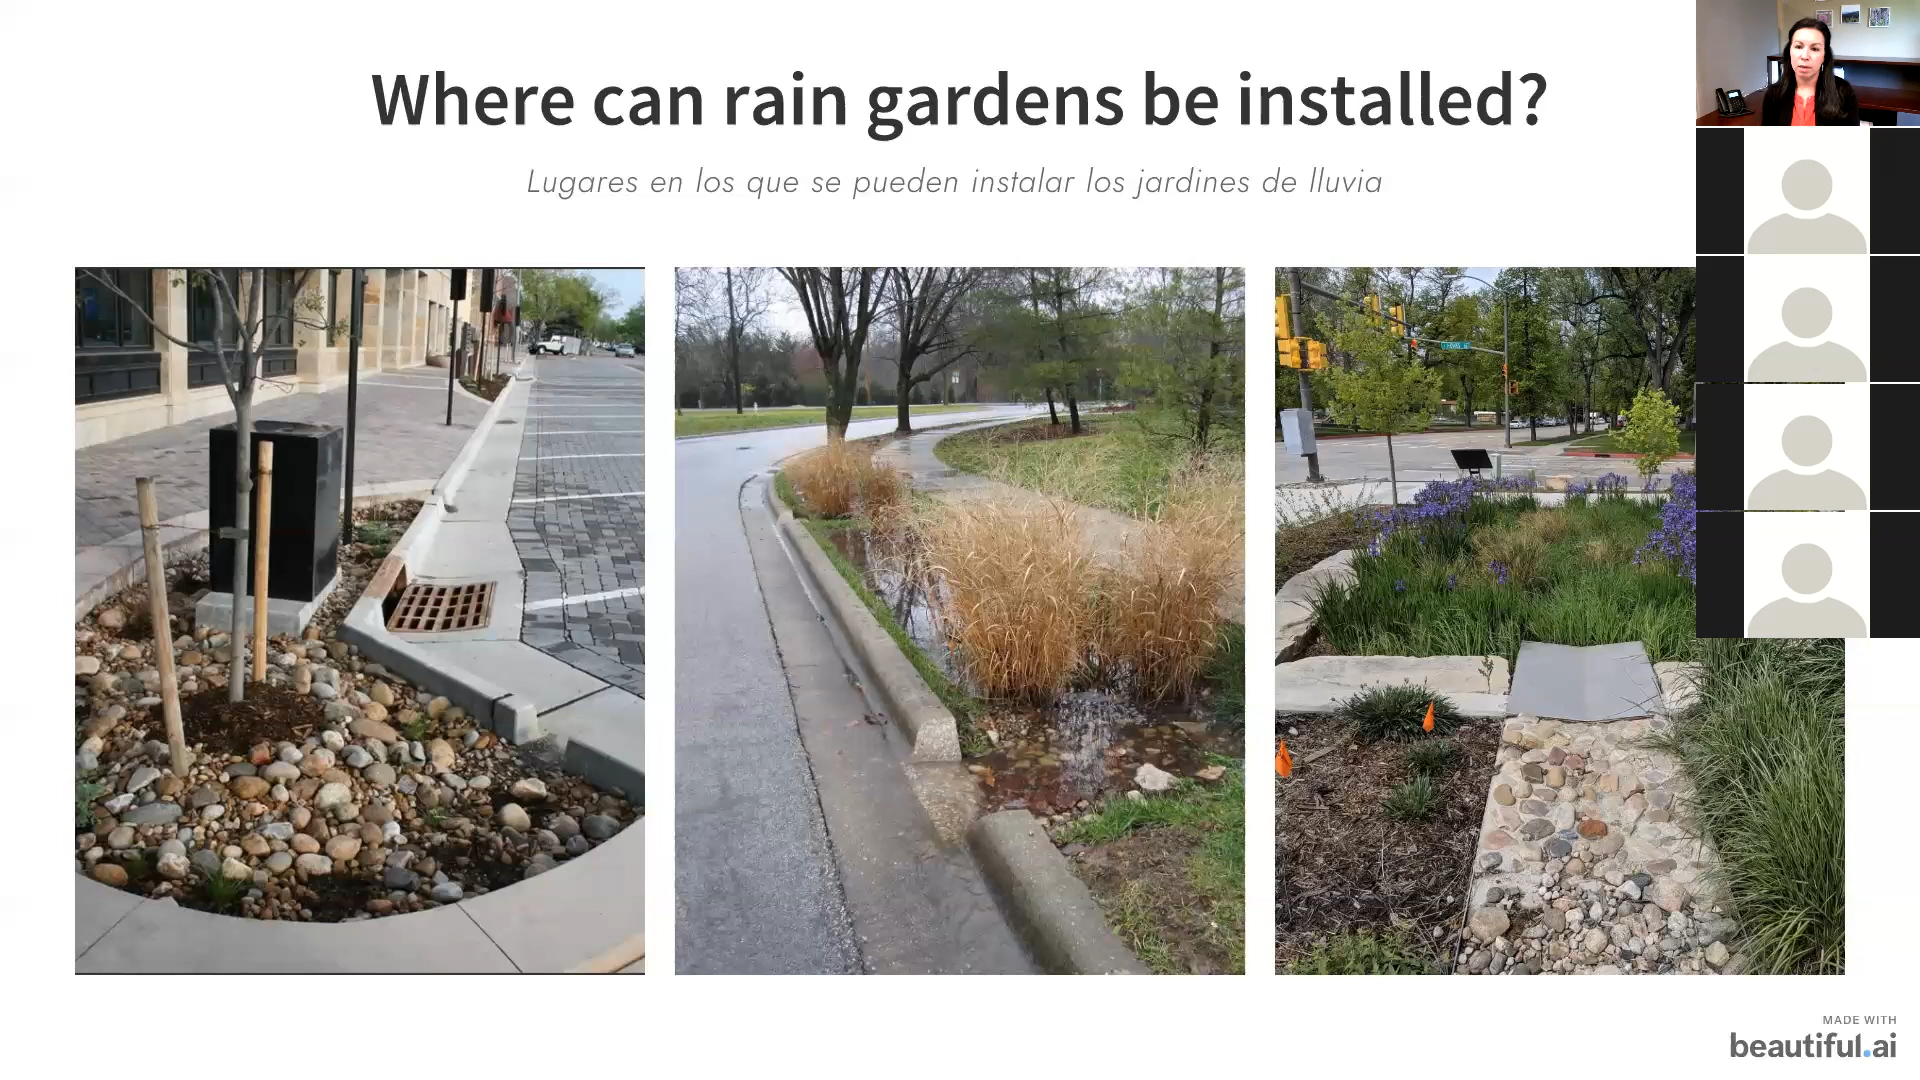 Where can rain gardens be installed?
Lugares en los que se pueden instalar los jardines de lluvia
MADE WITH
beautiful.ai